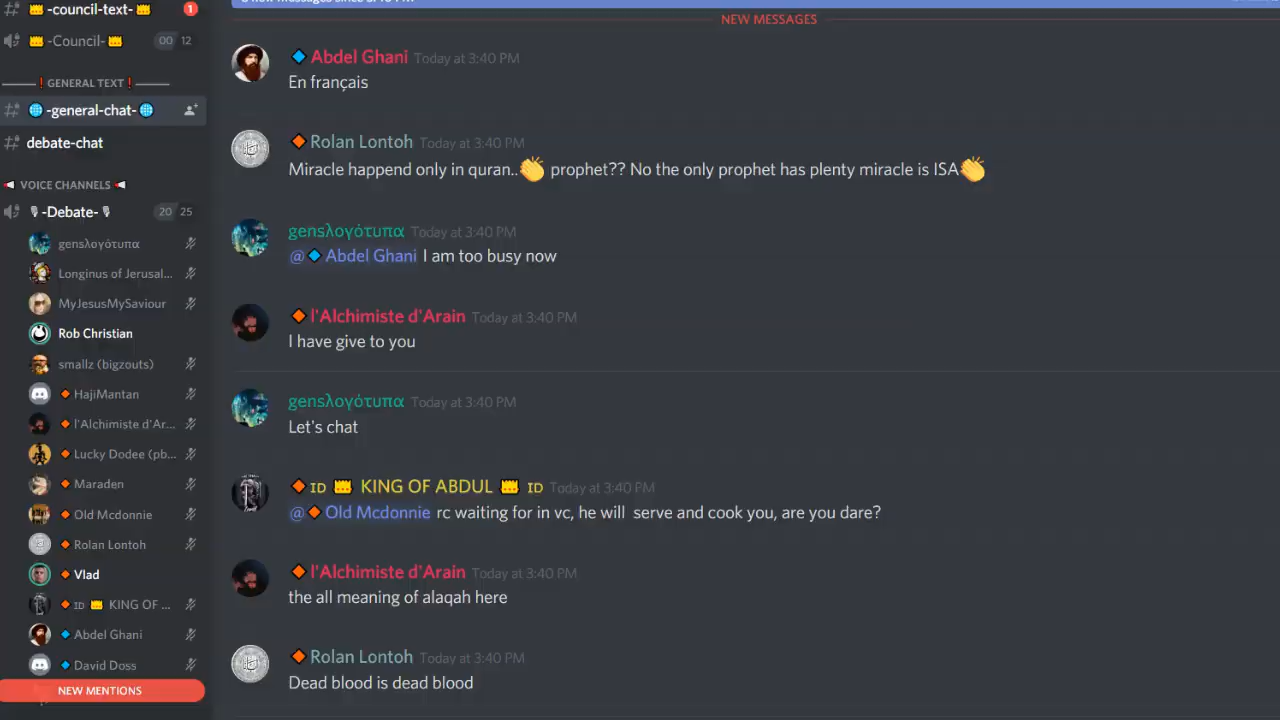 -council-text-
1
-Council-
00 12
GENERAL TEXT
-general-chat-
debate-chat
VOICE CHANNELS
-Debate-
20 25
gensλογότυπα
Longinus of Jerusal...
MyJesusMySaviour
Rob Christian
smallz (bigzouts)
HajiMantan
l'Alchimiste d'Ar...
Lucky Dodee (pb...
Maraden
Old Mcdonnie
Rolan Lontoh
Vlad
ID KING OF ...
Abdel Ghani
David Doss
NEW MENTIONS
NEW MESSAGES
Abdel Ghani Today at 3:40 PM
En français
Rolan Lontoh Today at 3:40 PM
Miracle happend only in quran..👏 prophet?? No the only prophet has plenty miracle is ISA👏
gensλογότυπα Today at 3:40 PM
@ Abdel Ghani I am too busy now
l'Alchimiste d'Arain Today at 3:40 PM
I have give to you
gensλογότυπα Today at 3:40 PM
Let's chat
ID KING OF ABDUL ID Today at 3:40 PM
@ Old Mcdonnie rc waiting for in vc, he will serve and cook you, are you dare?
l'Alchimiste d'Arain Today at 3:40 PM
the all meaning of alaqah here
Rolan Lontoh Today at 3:40 PM
Dead blood is dead blood